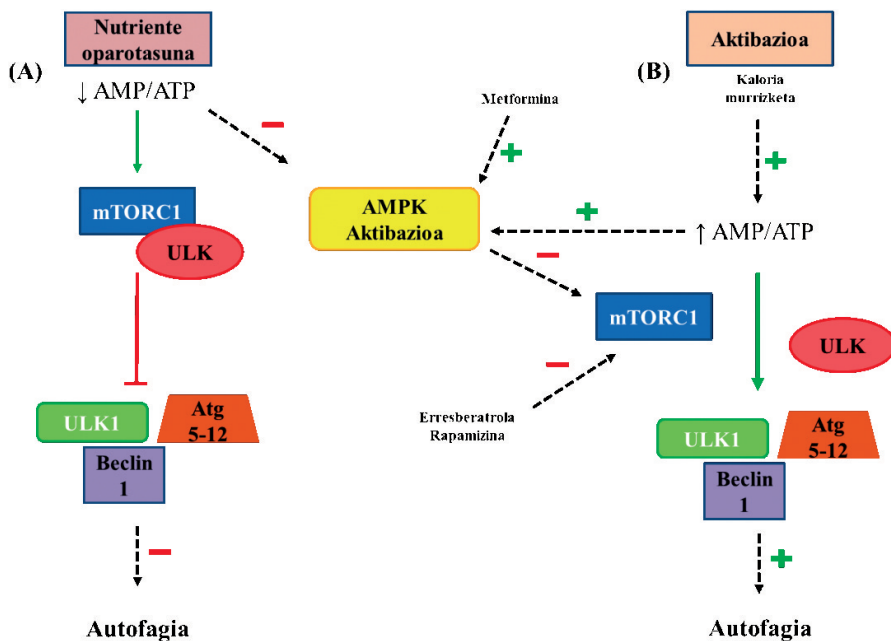 Nutriente
oparotasuna
(A)
↓ AMP/ATP
mTORC1
ULK
ULK1
Atg
5-12
Beclin
1
Autofagia
Metformina
AMPK
Aktibazioa
mTORC1
Erresberatrola
Rapamizina
Aktibazioa
(B)
Kaloria
murrizketa
↑ AMP/ATP
ULK
ULK1
Atg
5-12
Beclin
1
Autofagia